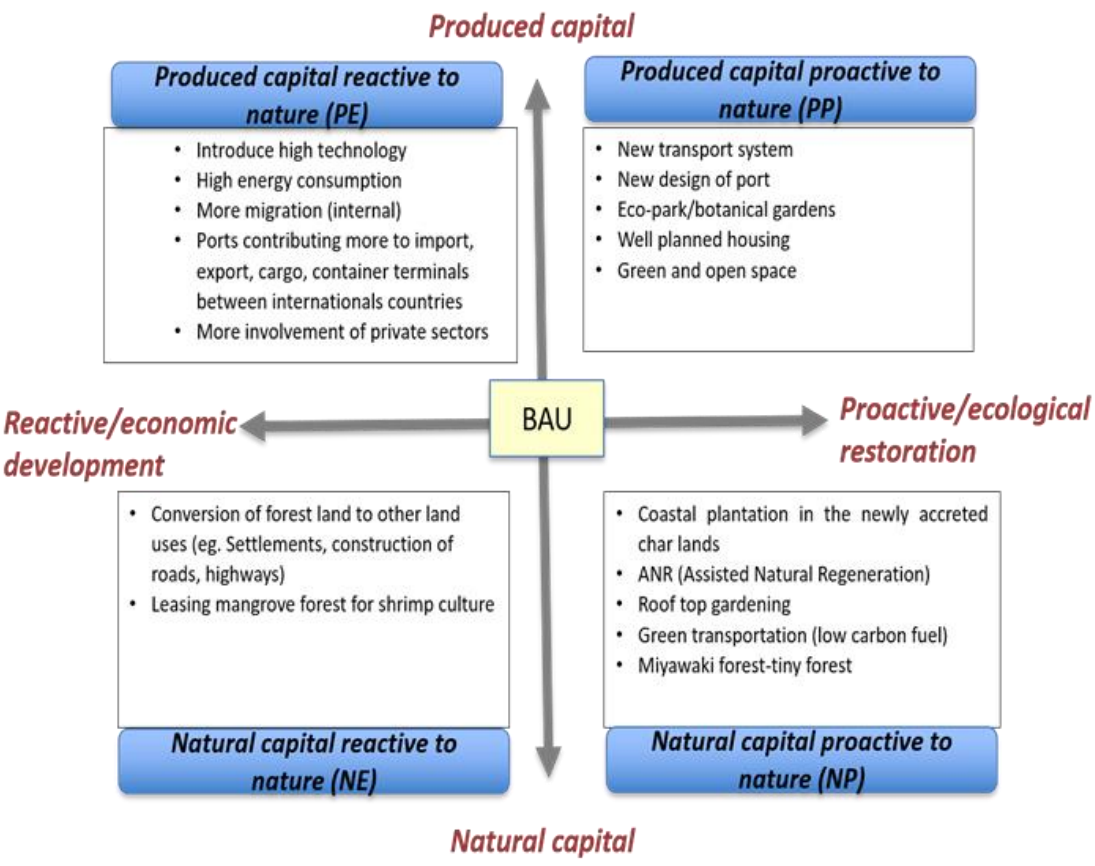 Produced capital
Produced capital reactive to
nature (PE)
• Introduce high technology
• High energy consumption
• More migration (internal)
• Ports contributing more to import,
export, cargo, container terminals
between internationals countries
• More involvement of private sectors
Produced capital proactive to
nature (PP)
• New transport system
• New design of port
• Eco-park/botanical gardens
• Well planned housing
• Green and open space
Reactive/economic
development
BAU
Proactive/ecological
restoration
• Conversion of forest land to other land
uses (eg. Settlements, construction of
roads, highways)
• Leasing mangrove forest for shrimp culture
Natural capital reactive to
nature (NE)
• Coastal plantation in the newly accreted
char lands
• ANR (Assisted Natural Regeneration)
• Roof top gardening
• Green transportation (low carbon fuel)
• Miyawaki forest-tiny forest
Natural capital proactive to
nature (NP)
Natural capital